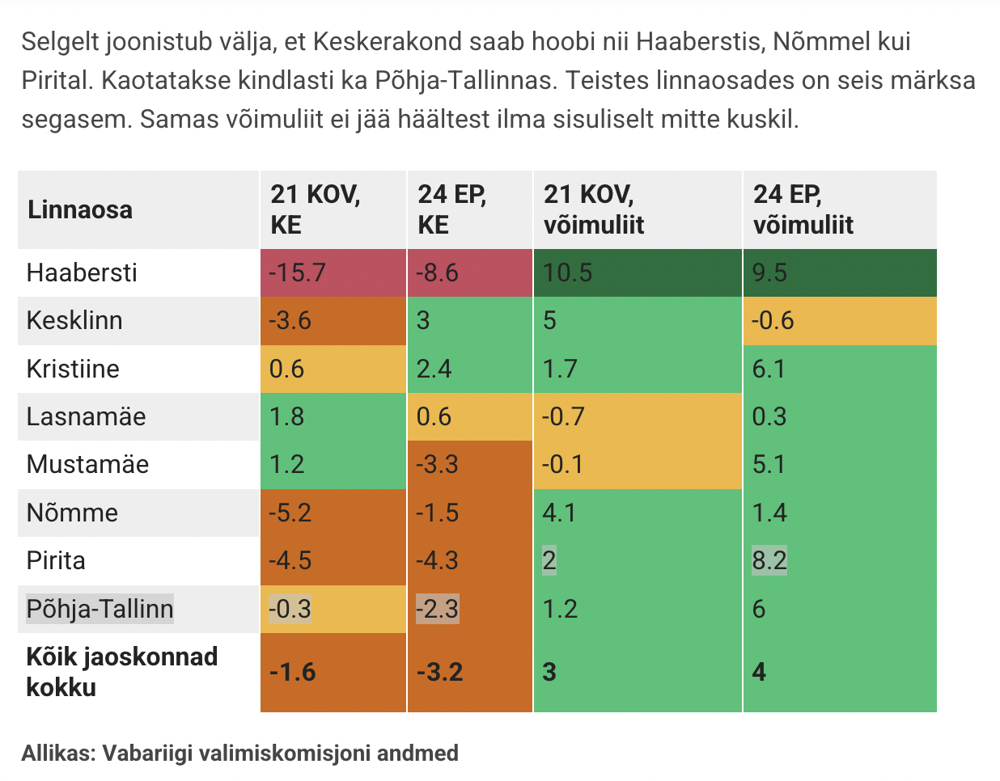 Selgelt joonistub välja, et Keskerakond saab hoobi nii Haaberstis, Nõmmel kui
Pirital. Kaotatakse kindlasti ka Põhja-Tallinnas. Teistes linnaosades on seis märksa
segasem. Samas võimuliit ei jää häältest ilma sisuliselt mitte kuskil.
Linnaosa 21 KOV, KE 24 EP, KE 21 KOV, võimuliit 24 EP, võimuliit
Haabersti -15.7 -8.6 10.5 9.5
Kesklinn -3.6 3 5 -0.6
Kristiine 0.6 2.4 1.7 6.1
Lasnamäe 1.8 0.6 -0.7 0.3
Mustamäe 1.2 -3.3 -0.1 5.1
Nõmme -5.2 -1.5 4.1 1.4
Pirita -4.5 -4.3 2 8.2
Põhja-Tallinn -0.3 -2.3 1.2 6
Kõik jaoskonnad kokku -1.6 -3.2 3 4
Allikas: Vabariigi valimiskomisjoni andmed